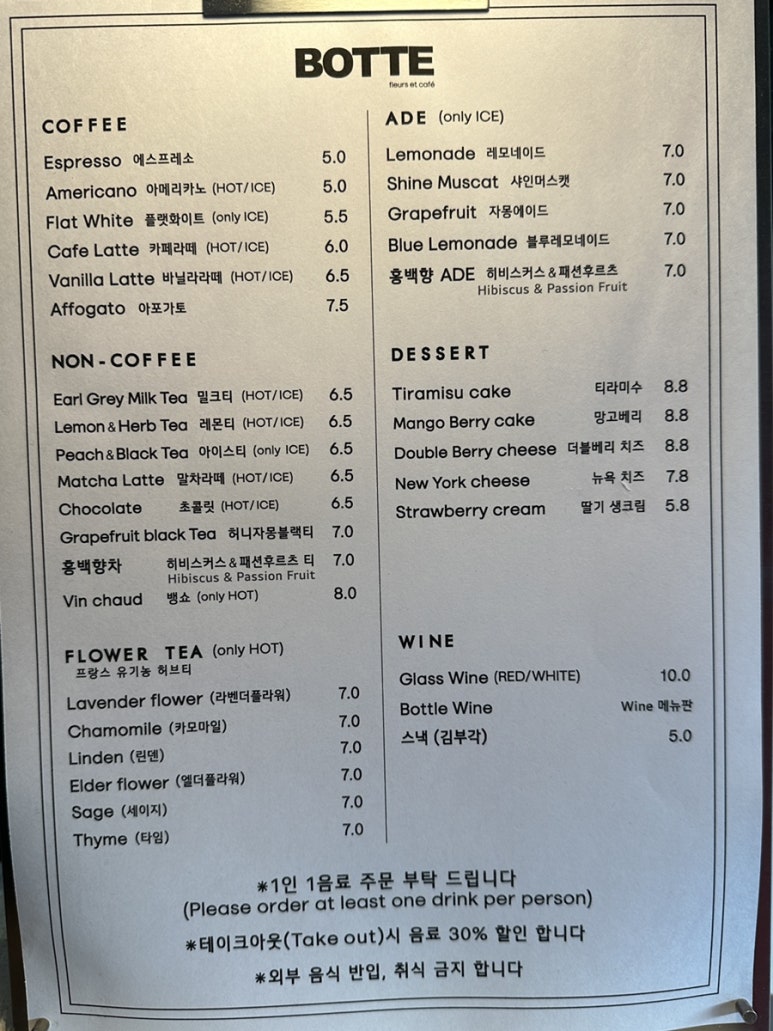 BOTTE
fleurs et café
COFFEE
Espresso 에스프레소 5.0
Americano 아메리카노 (HOT/ICE) 5.0
Flat White 플랫화이트 (only ICE) 5.5
Cafe Latte 카페라떼 (HOT/ICE) 6.0
Vanilla Latte 바닐라라떼 (HOT/ICE) 6.5
Affogato 아포가토 7.5
NON-COFFEE
Earl Grey Milk Tea 밀크티 (HOT/ICE) 6.5
Lemon & Herb Tea 레몬티 (HOT/ICE) 6.5
Peach & Black Tea 아이스티 (only ICE) 6.5
Matcha Latte 말차라떼 (HOT/ICE) 6.5
Chocolate 초콜릿 (HOT/ICE) 6.5
Grapefruit black Tea 허니자몽블랙티 7.0
홍백향차 히비스커스 & 패션후르츠 티 7.0
Hibiscus & Passion Fruit
Vin chaud 뱅쇼 (only HOT) 8.0
FLOWER TEA (only HOT)
프랑스 유기농 허브티
Lavender flower (라벤더플라워) 7.0
Chamomile (카모마일) 7.0
Linden (린덴) 7.0
Elder flower (엘더플라워) 7.0
Sage (세이지) 7.0
Thyme (타임) 7.0
ADE (only ICE)
Lemonade 레모네이드 7.0
Shine Muscat 샤인머스캣 7.0
Grapefruit 자몽에이드 7.0
Blue Lemonade 블루레모네이드 7.0
홍백향 ADE 히비스커스 & 패션후르츠 7.0
Hibiscus & Passion Fruit
DESSERT
Tiramisu cake 티라미수 8.8
Mango Berry cake 망고베리 8.8
Double Berry cheese 더블베리 치즈 8.8
New York cheese 뉴욕 치즈 7.8
Strawberry cream 딸기 생크림 5.8
WINE
Glass Wine (RED/WHITE) 10.0
Bottle Wine Wine 메뉴판
스낵 (김부각) 5.0
*1인 1음료 주문 부탁 드립니다
(Please order at least one drink per person)
*테이크아웃(Take out)시 음료 30% 할인 합니다
*외부 음식 반입, 취식 금지 합니다